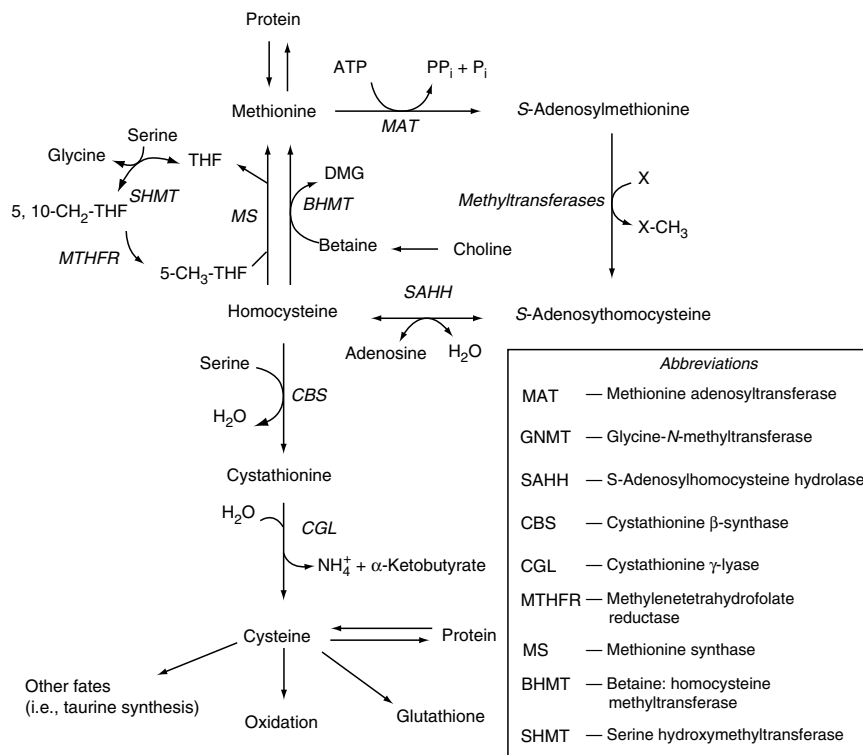 Protein
ATP
PPi + Pi
Methionine
MAT
S-Adenosylmethionine
Serine
Glycine
THF
SHMT
5, 10-CH2-THF
MTHFR
5-CH3-THF
MS
BHMT
DMG
Betaine
Choline
Methyltransferases
X
X-CH3
Homocysteine
SAHH
S-Adenosythomocysteine
Adenosine
H2O
Serine
CBS
H2O
Cystathionine
H2O
CGL
NH4+ + α-Ketobutyrate
Cysteine
Protein
Other fates
(i.e., taurine synthesis)
Oxidation
Glutathione
Abbreviations
MAT — Methionine adenosyltransferase
GNMT — Glycine-N-methyltransferase
SAHH — S-Adenosylhomocysteine hydrolase
CBS — Cystathionine β-synthase
CGL — Cystathionine γ-lyase
MTHFR — Methylenetetrahydrofolate
reductase
MS — Methionine synthase
BHMT — Betaine: homocysteine
methyltransferase
SHMT — Serine hydroxymethyltransferase